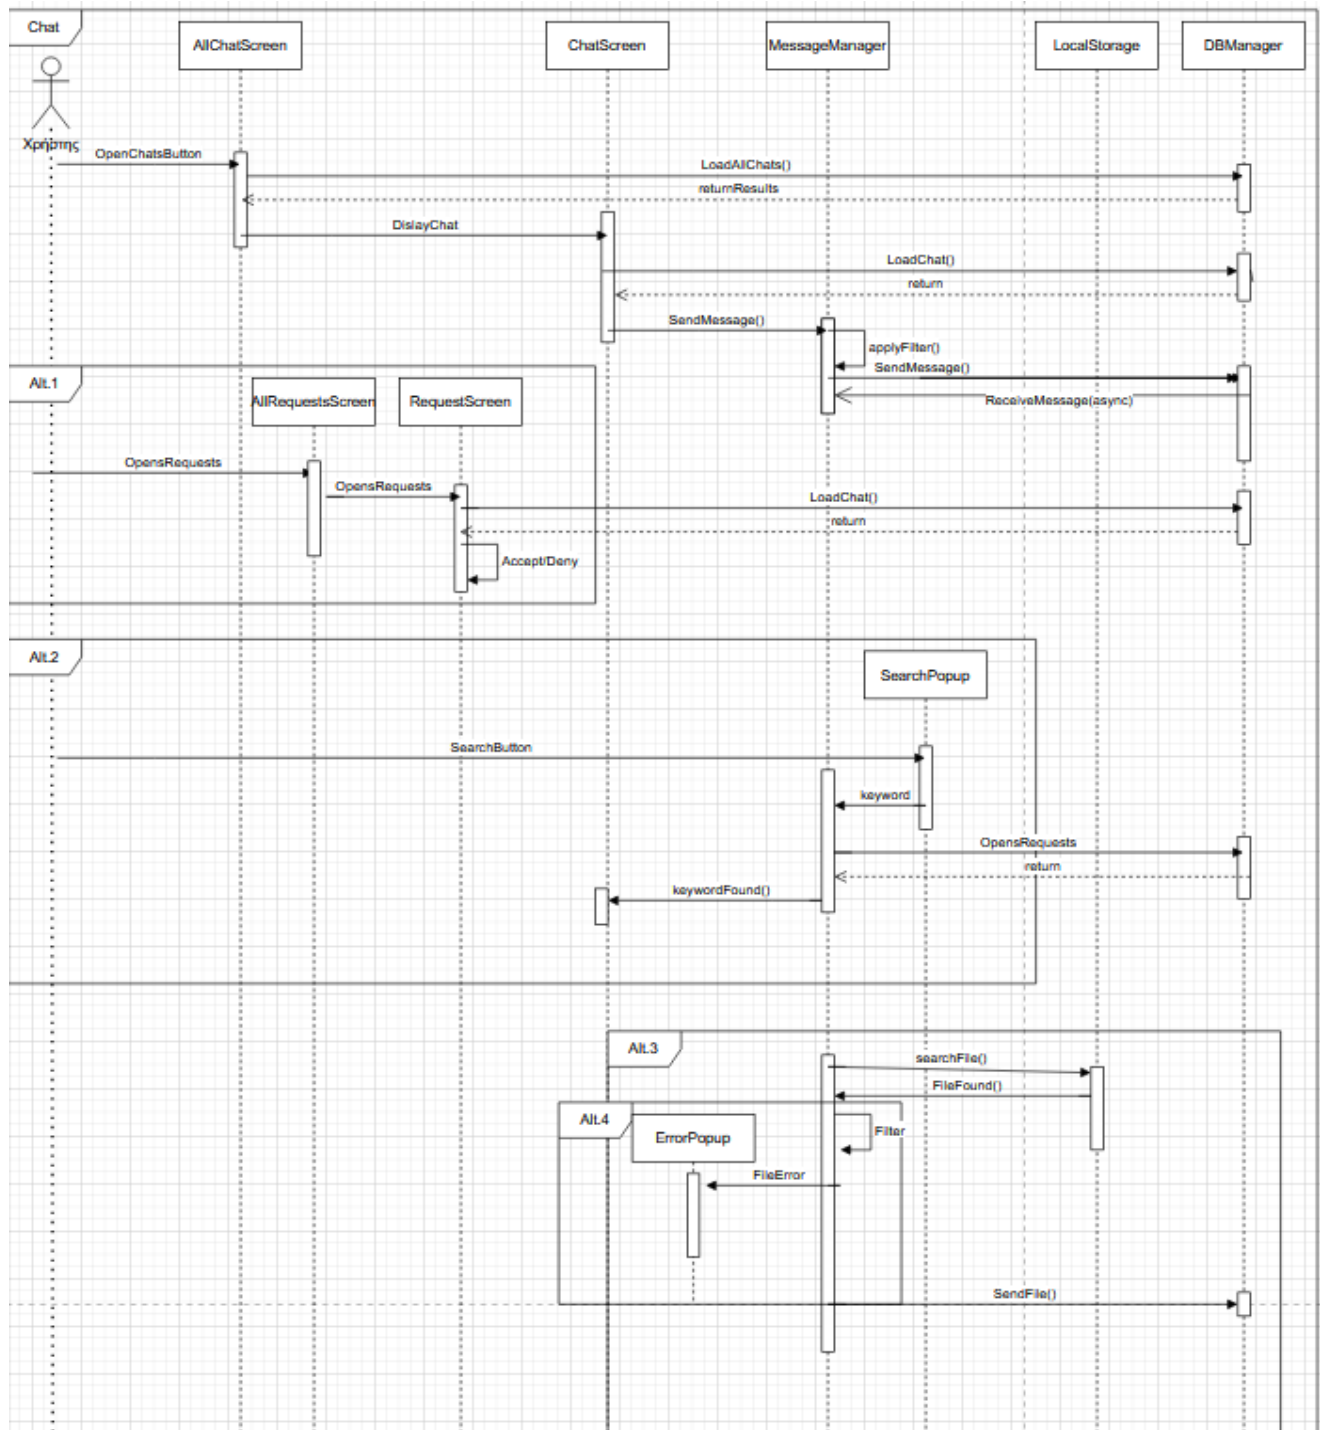 Chat
AllChatScreen
ChatScreen
MessageManager
LocalStorage
DBManager
Χρήστης
OpenChatsButton
LoadAllChats()
returnResults
DislayChat
LoadChat()
return
SendMessage()
applyFilter()
SendMessage()
ReceiveMessage(async)
Alt.1
AllRequestsScreen
RequestScreen
OpensRequests
OpensRequests
LoadChat()
return
Accept/Deny
Alt.2
SearchPopup
SearchButton
keyword
OpensRequests
return
keywordFound()
Alt.3
searchFile()
FileFound()
Alt.4
ErrorPopup
Filter
FileError
SendFile()